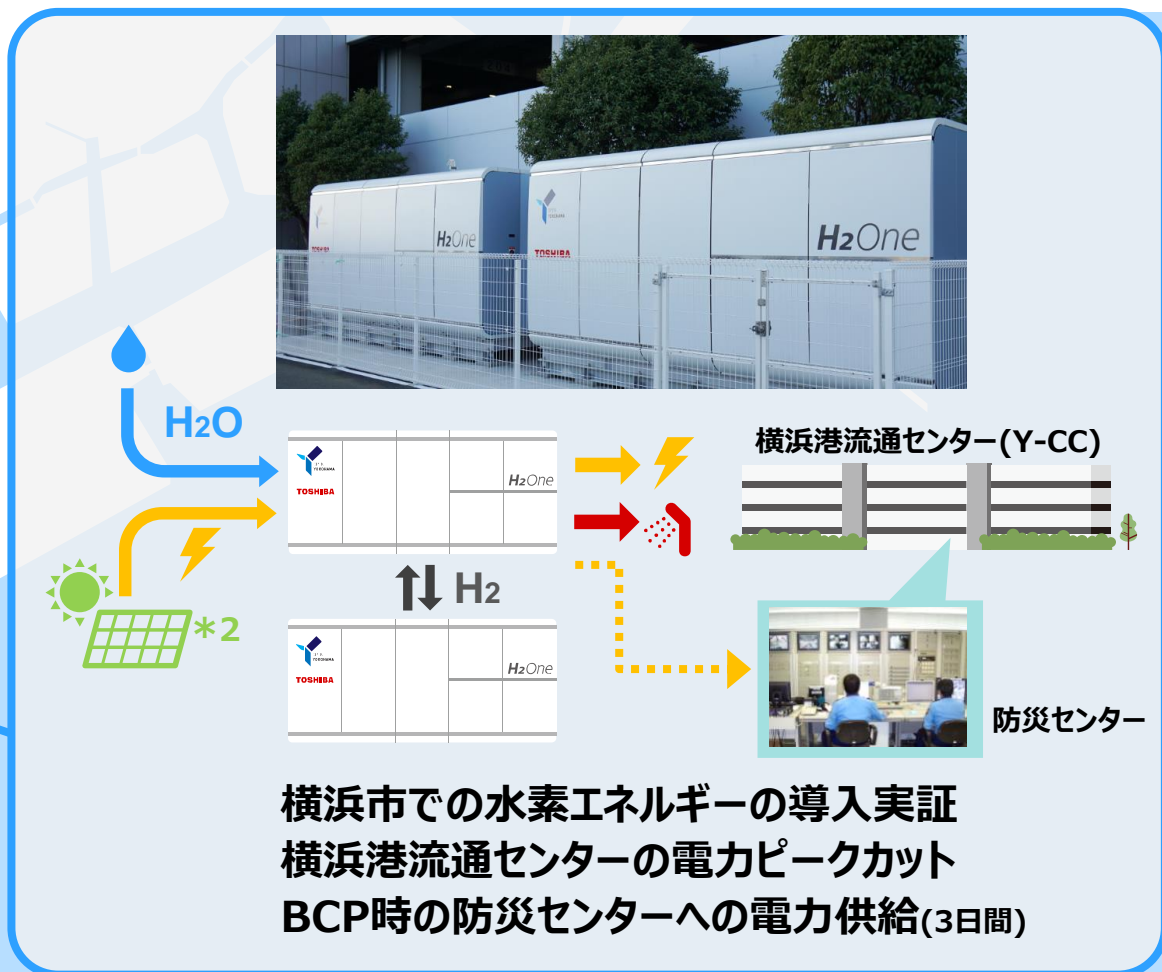 H2One
TOSHIBA
H2One
TOSHIBA
H2O
横浜港流通センター(Y-CC)
YOKOHAMA
TOSHIBA
H2One
*2
H2
YOKOHAMA
TOSHIBA
H2One
防災センター
横浜市での水素エネルギーの導入実証
横浜港流通センターの電力ピークカット
BCP時の防災センターへの電力供給(3日間)